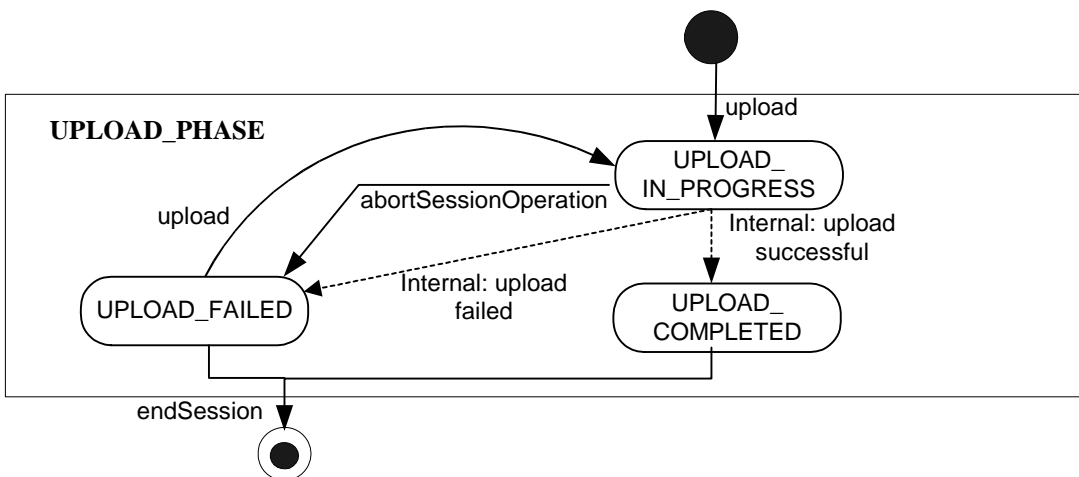 upload
UPLOAD_PHASE
UPLOAD_
IN_PROGRESS
abortSessionOperation
upload
Internal: upload
successful
Internal: upload
failed
UPLOAD_FAILED
UPLOAD_
COMPLETED
endSession